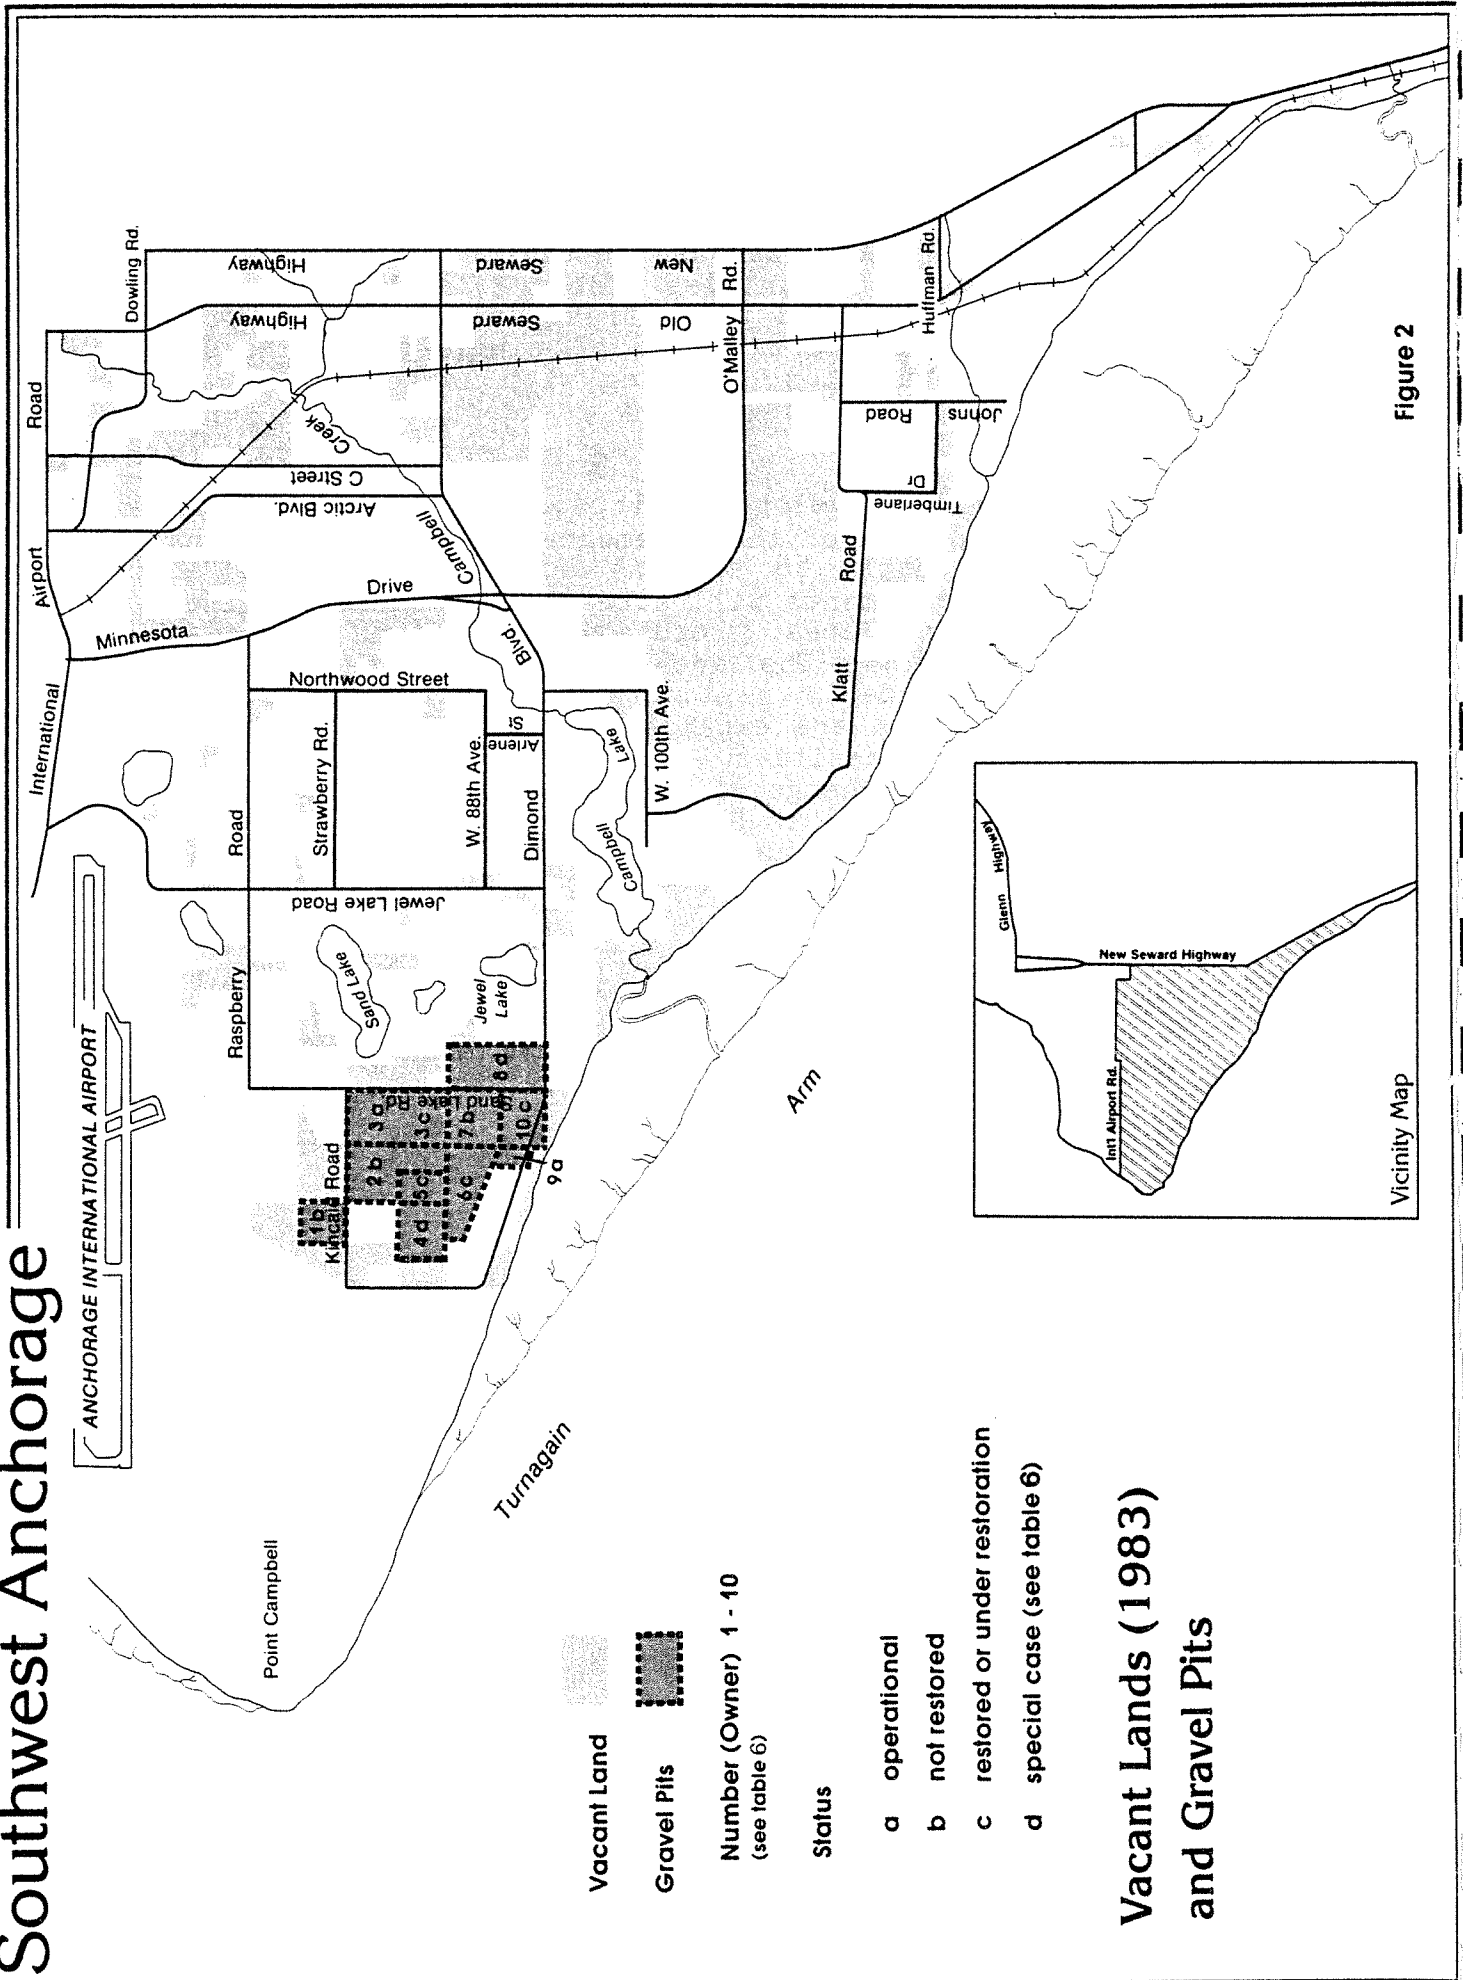 Southwest Anchorage
ANCHORAGE INTERNATIONAL AIRPORT
International
Airport
Road
Dowling Rd.
Minnesota
Drive
Arctic Blvd.
C Street
Campbell
Creek
Old
Seward
Highway
New
Seward
Highway
Raspberry
Road
Northwood Street
Strawberry Rd.
W. 88th Ave.
Arlene
St
Dimond
Blvd.
Jewel Lake Road
Sand Lake
Jewel
Lake
Campbell
Lake
W. 100th Ave.
O'Malley
Rd.
Klatt
Road
Timberlane
Dr
Johns
Road
Huffman Rd.
Kincaid Road
Sand Lake Rd.
1 b
2 b
3 a
3 c
4 d
5 c
6 c
7 b
8 d
9 a
10 c
Point Campbell
Turnagain
Arm
Vacant Land
Gravel Pits
Number (Owner) 1 - 10
(see table 6)
Status
a operational
b not restored
c restored or under restoration
d special case (see table 6)
Vacant Lands (1983)
and Gravel Pits
Glenn
Highway
New Seward Highway
Int'l Airport Rd.
Vicinity Map
Figure 2